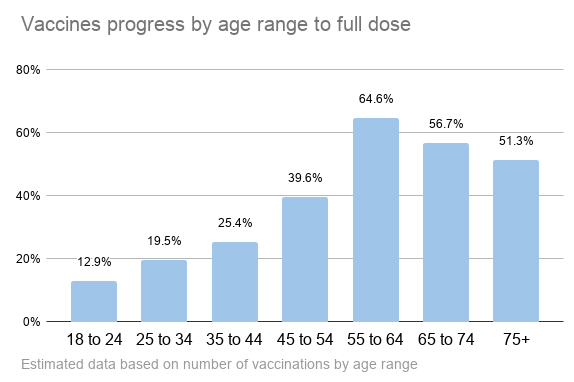 Vaccines progress by age range to full dose
80%
60%
40%
20%
0%
12.9%
19.5%
25.4%
39.6%
64.6%
56.7%
51.3%
18 to 24
25 to 34
35 to 44
45 to 54
55 to 64
65 to 74
75+
Estimated data based on number of vaccinations by age range